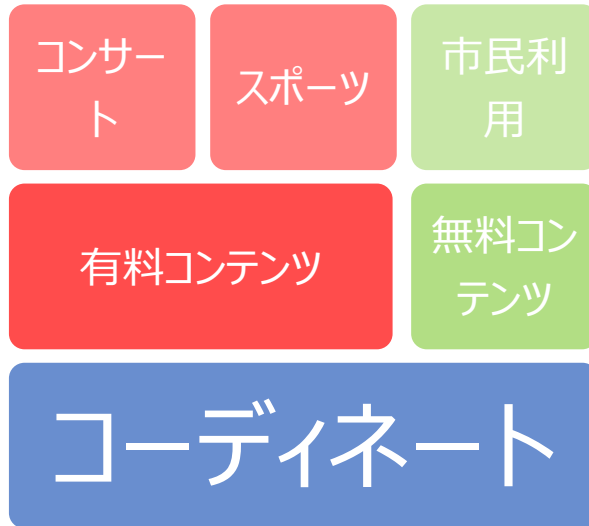 コンサー
ト
スポーツ
市民利
用
有料コンテンツ
無料コン
テンツ
コーディネート